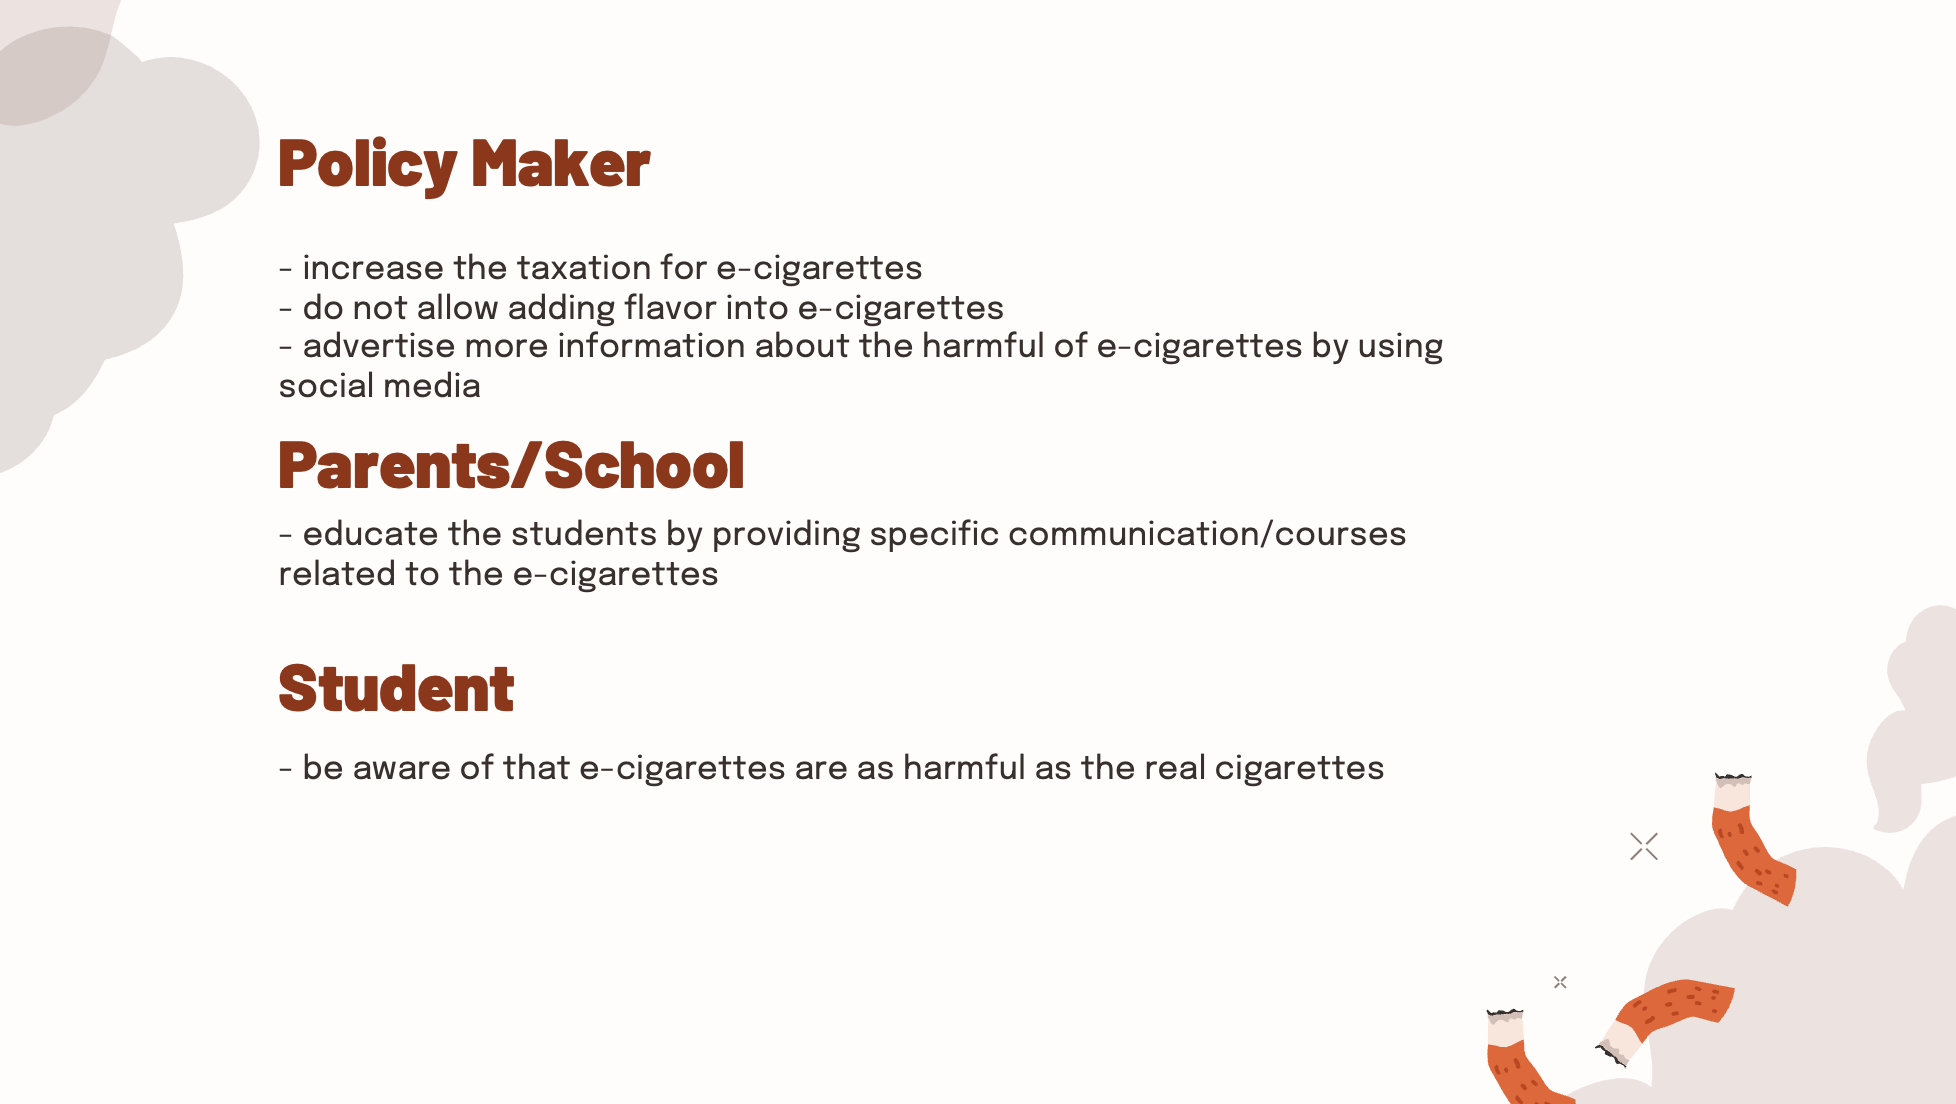 Policy Maker
- increase the taxation for e-cigarettes
- do not allow adding flavor into e-cigarettes
- advertise more information about the harmful of e-cigarettes by using
social media
Parents/School
- educate the students by providing specific communication/courses
related to the e-cigarettes
Student
- be aware of that e-cigarettes are as harmful as the real cigarettes